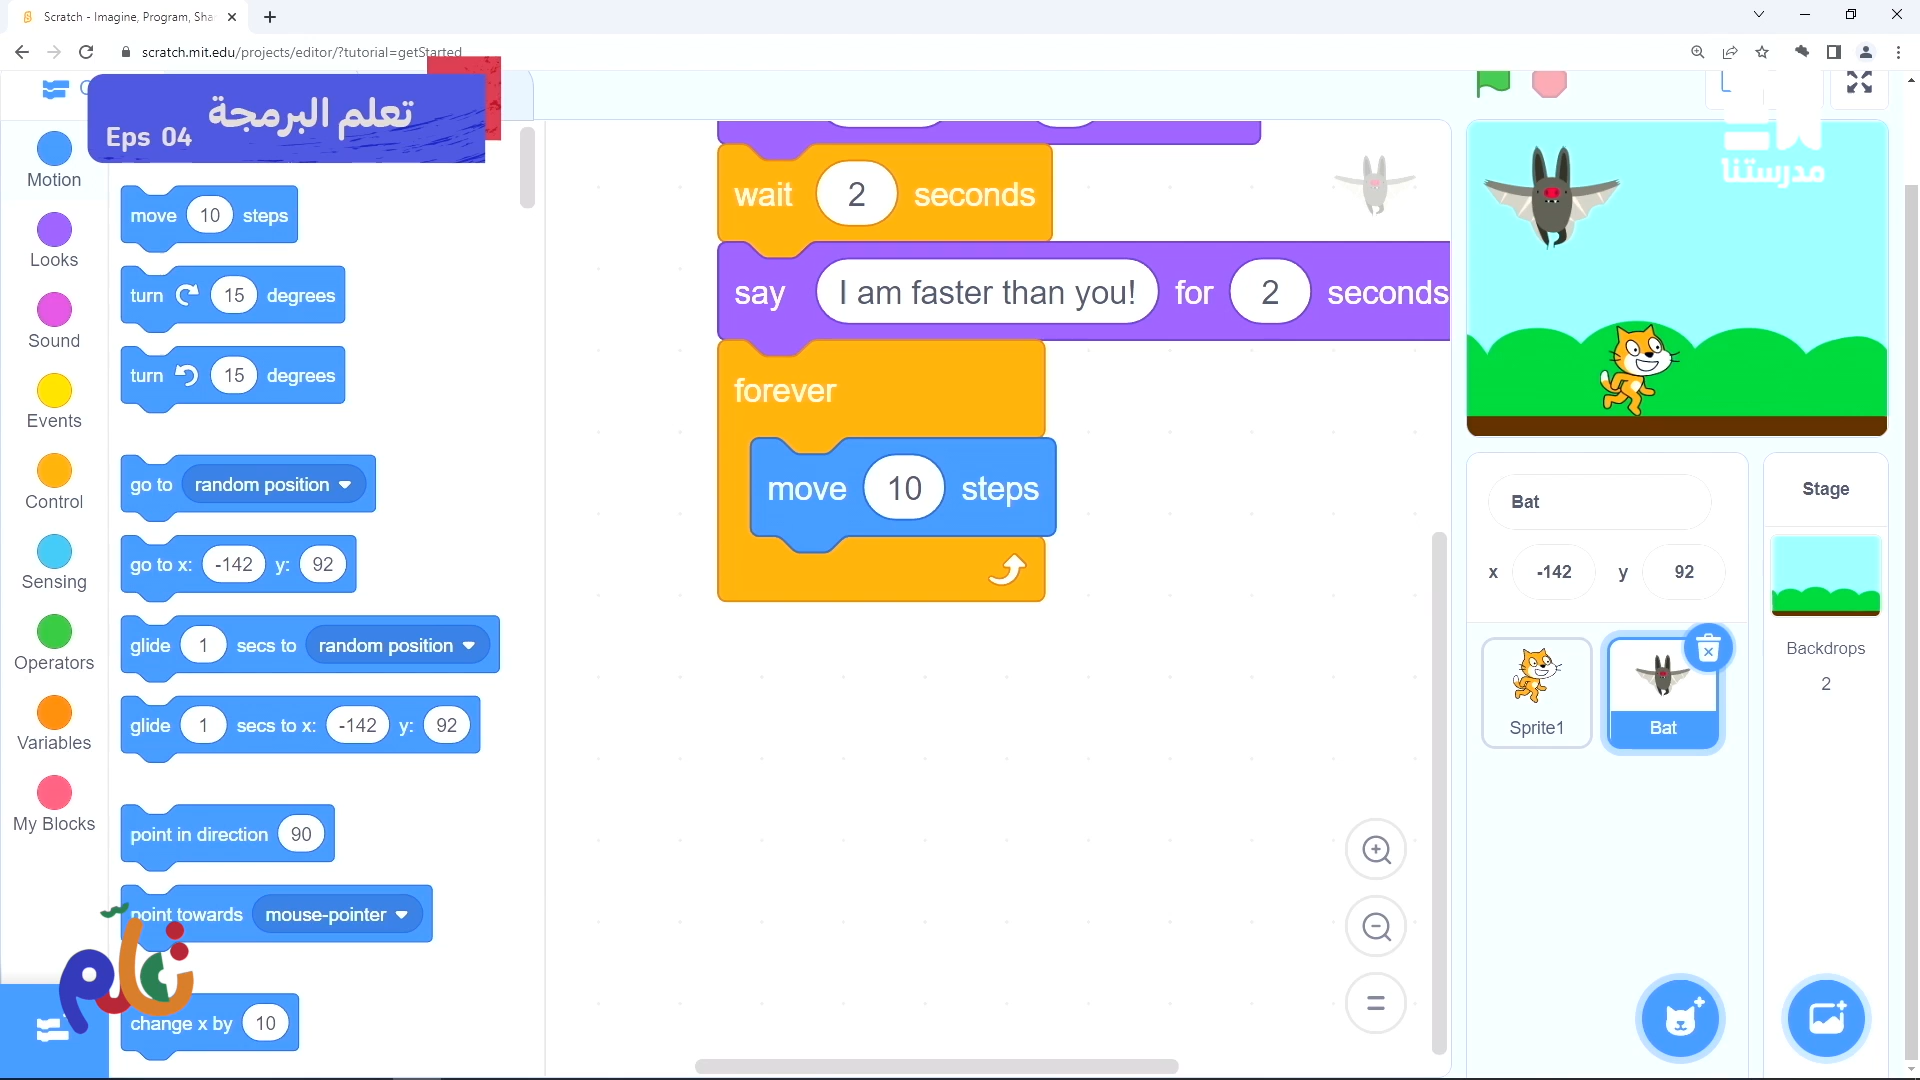 Scratch - Imagine, Program, Sha
scratch.mit.edu/projects/editor/?tutorial=getStarted
تعلم البرمجة
Eps 04
Motion
Looks
Sound
Events
Control
Sensing
Operators
Variables
My Blocks
move 10 steps
turn 15 degrees
turn 15 degrees
go to random position
go to x: -142 y: 92
glide 1 secs to random position
glide 1 secs to x: -142 y: 92
point in direction 90
point towards mouse-pointer
change x by 10
wait 2 seconds
say I am faster than you! for 2 seconds
forever
move 10 steps
مدرستنا
Bat
x -142 y 92
Sprite1
Bat
Stage
Backdrops
2